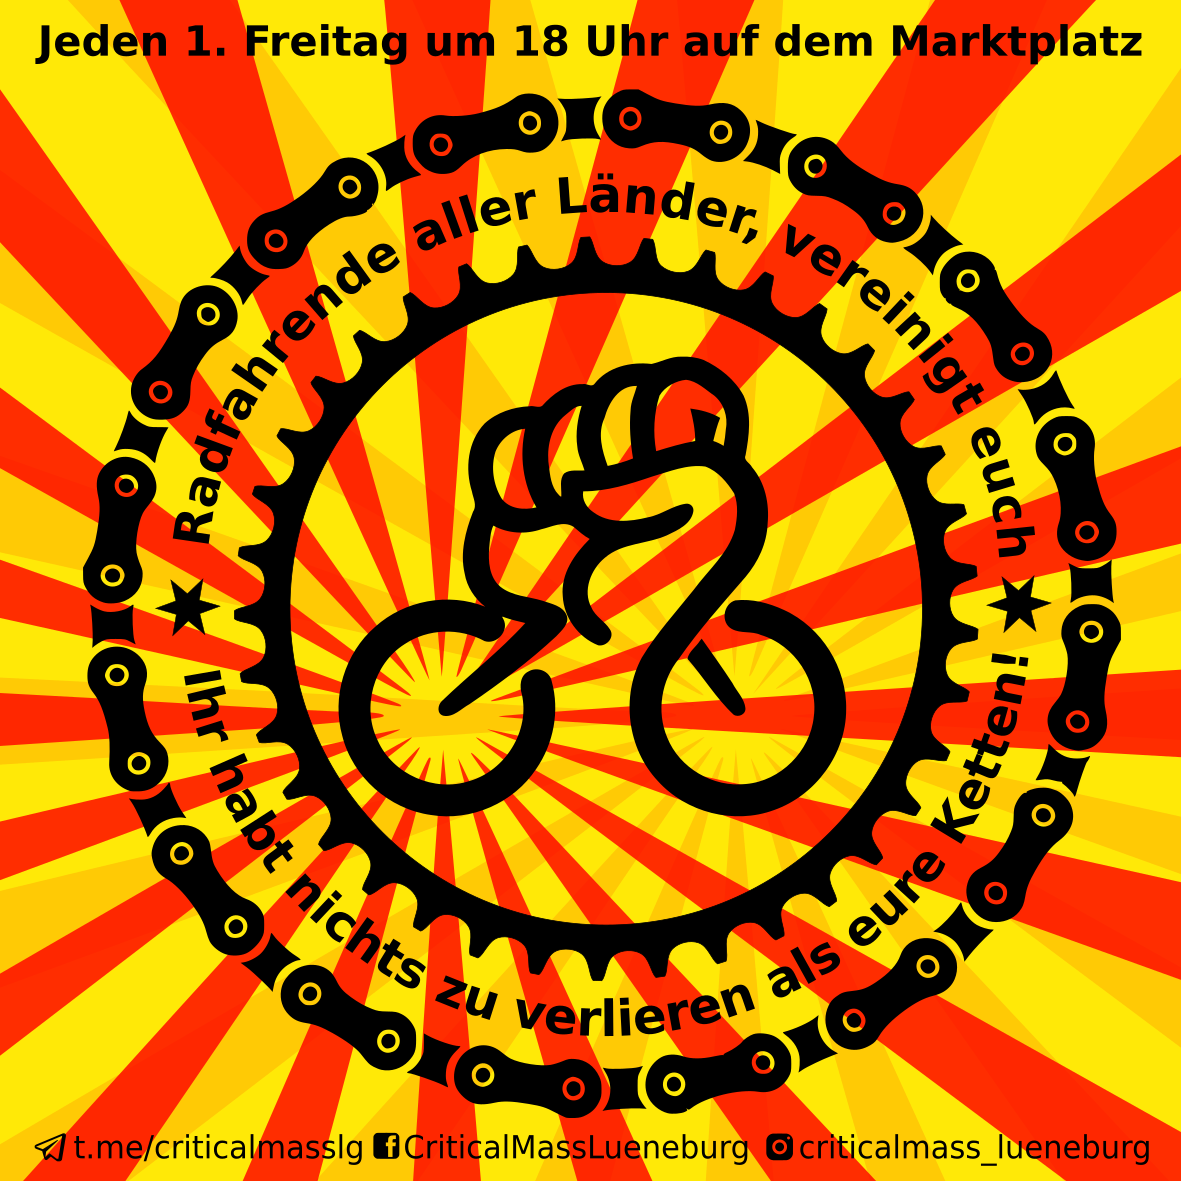 Jeden 1. Freitag um 18 Uhr auf dem Marktplatz
Radfahrende aller Länder, vereinigt euch
Ihr habt nichts zu verlieren als eure Ketten!
t.me/criticalmasslg CriticalMassLueneburg criticalmass_lueneburg